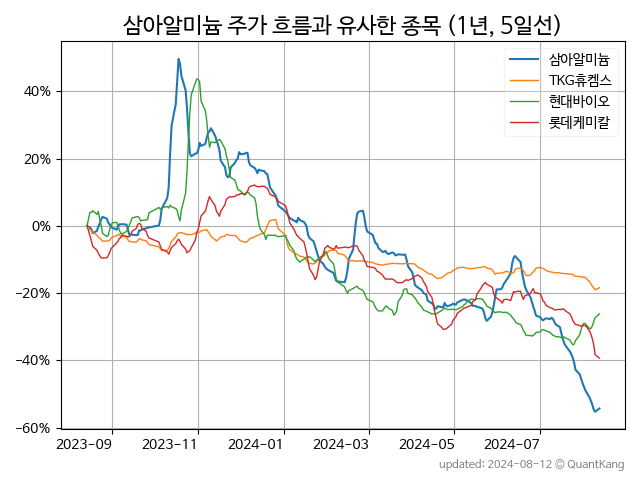 삼아알미늄 주가 흐름과 유사한 종목 (1년, 5일선)
삼아알미늄
TKG휴켐스
현대바이오
롯데케미칼
40%
20%
0%
−20%
−40%
−60%
2023-09 2023-11 2024-01 2024-03 2024-05 2024-07
updated: 2024-08-12 © QuantKang